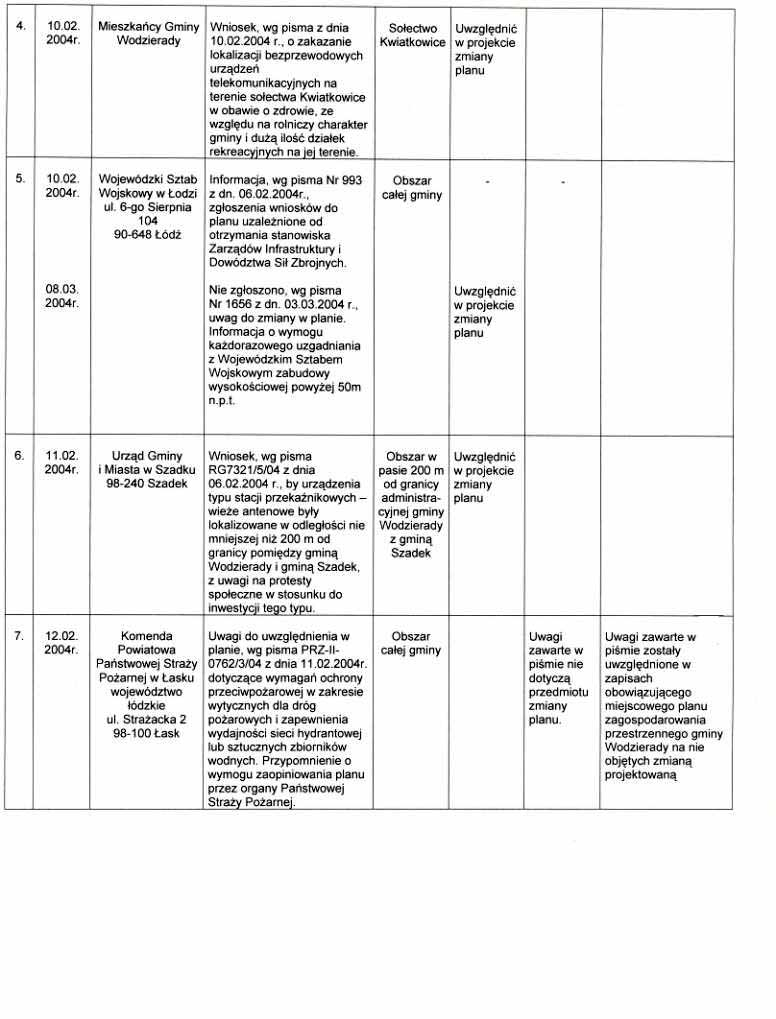 4.
10.02.
2004r.
Mieszkańcy Gminy
Wodzierady
Wniosek, wg pisma z dnia
10.02.2004 r., o zakazanie
lokalizacji bezprzewodowych
urządzeń
telekomunikacyjnych na
terenie sołectwa Kwiatkowice
w obawie o zdrowie, ze
względu na rolniczy charakter
gminy i dużą ilość działek
rekreacyjnych na jej terenie.
Sołectwo
Kwiatkowice
Uwzględnić
w projekcie
zmiany
planu
5.
10.02.
2004r.
Wojewódzki Sztab
Wojskowy w Łodzi
ul. 6-go Sierpnia
104
90-648 Łódź
Informacja, wg pisma Nr 993
z dn. 06.02.2004r.,
zgłoszenia wniosków do
planu uzależnione od
otrzymania stanowiska
Zarządów Infrastruktury i
Dowództwa Sił Zbrojnych.
Obszar
całej gminy
-
-
08.03.
2004r.
Nie zgłoszono, wg pisma
Nr 1656 z dn. 03.03.2004 r.,
uwag do zmiany w planie.
Informacja o wymogu
każdorazowego uzgadniania
z Wojewódzkim Sztabem
Wojskowym zabudowy
wysokościowej powyżej 50m
n.p.t.
Uwzględnić
w projekcie
zmiany
planu
6.
11.02.
2004r.
Urząd Gminy
i Miasta w Szadku
98-240 Szadek
Wniosek, wg pisma
RG7321/5/04 z dnia
06.02.2004 r., by urządzenia
typu stacji przekaźnikowych –
wieże antenowe były
lokalizowane w odległości nie
mniejszej niż 200 m od
granicy pomiędzy gminą
Wodzierady i gminą Szadek,
z uwagi na protesty
społeczne w stosunku do
inwestycji tego typu.
Obszar w
pasie 200 m
od granicy
administra-
cyjnej gminy
Wodzierady
z gminą
Szadek
Uwzględnić
w projekcie
zmiany
planu
7.
12.02.
2004r.
Komenda
Powiatowa
Państwowej Straży
Pożarnej w Łasku
województwo
łódzkie
ul. Strażacka 2
98-100 Łask
Uwagi do uwzględnienia w
planie, wg pisma PRZ-II-
0762/3/04 z dnia 11.02.2004r.
dotyczące wymagań ochrony
przeciwpożarowej w zakresie
wytycznych dla dróg
pożarowych i zapewnienia
wydajności sieci hydrantowej
lub sztucznych zbiorników
wodnych. Przypomnienie o
wymogu zaopiniowania planu
przez organy Państwowej
Straży Pożarnej.
Obszar
całej gminy
Uwagi
zawarte w
piśmie nie
dotyczą
przedmiotu
zmiany
planu.
Uwagi zawarte w
piśmie zostały
uwzględnione w
zapisach
obowiązującego
miejscowego planu
zagospodarowania
przestrzennego gminy
Wodzierady na nie
objętych zmianą
projektowaną